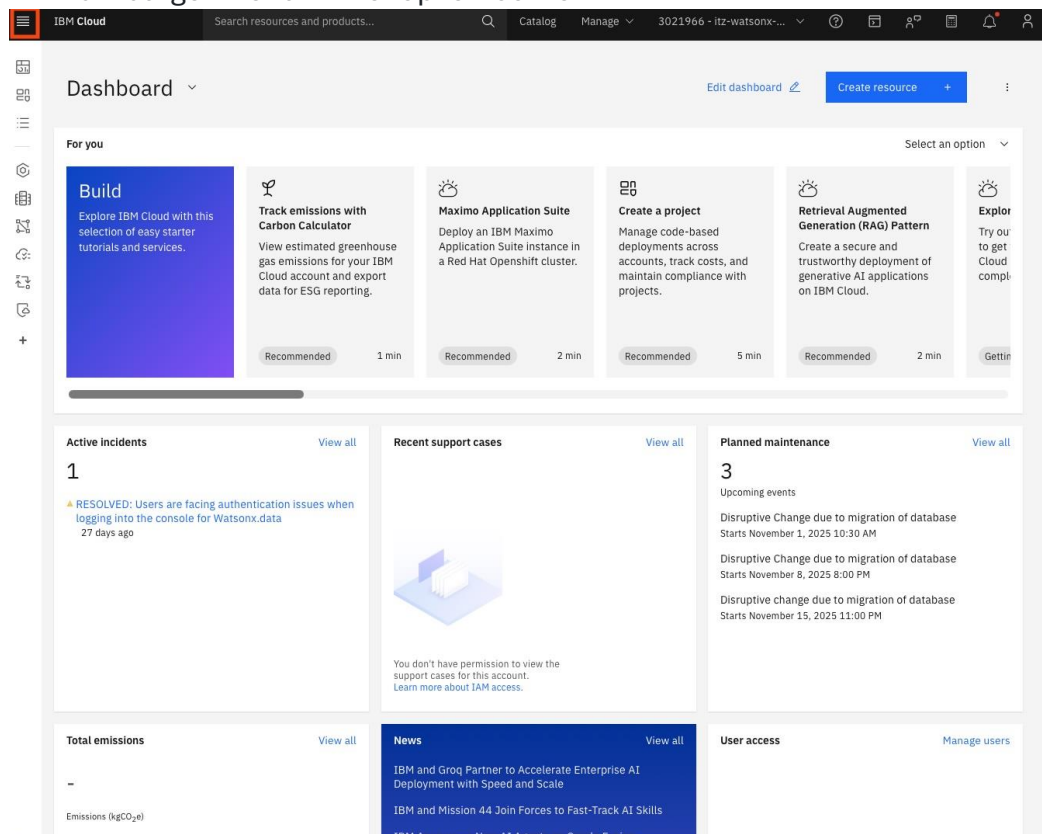 IBM Cloud
Search resources and products...
Catalog
Manage
3021966 - itz-watsonx-...
Dashboard
Edit dashboard
Create resource +
For you
Select an option
Build
Explore IBM Cloud with this
selection of easy starter
tutorials and services.
Track emissions with
Carbon Calculator
View estimated greenhouse
gas emissions for your IBM
Cloud account and export
data for ESG reporting.
Recommended
1 min
Maximo Application Suite
Deploy an IBM Maximo
Application Suite instance in
a Red Hat Openshift cluster.
Recommended
2 min
Create a project
Manage code-based
deployments across
accounts, track costs, and
maintain compliance with
projects.
Recommended
5 min
Retrieval Augmented
Generation (RAG) Pattern
Create a secure and
trustworthy deployment of
generative AI applications
on IBM Cloud.
Recommended
2 min
Explor
Try ou
to get
Cloud
compl
Gettin
Active incidents
View all
1
RESOLVED: Users are facing authentication issues when
logging into the console for Watsonx.data
27 days ago
Recent support cases
View all
You don't have permission to view the
support cases for this account.
Learn more about IAM access.
Planned maintenance
View all
3
Upcoming events
Disruptive Change due to migration of database
Starts November 1, 2025 10:30 AM
Disruptive Change due to migration of database
Starts November 8, 2025 8:00 PM
Disruptive change due to migration of database
Starts November 15, 2025 11:00 PM
Total emissions
View all
-
Emissions (kgCO₂e)
News
View all
IBM and Groq Partner to Accelerate Enterprise AI
Deployment with Speed and Scale
IBM and Mission 44 Join Forces to Fast-Track AI Skills
User access
Manage users